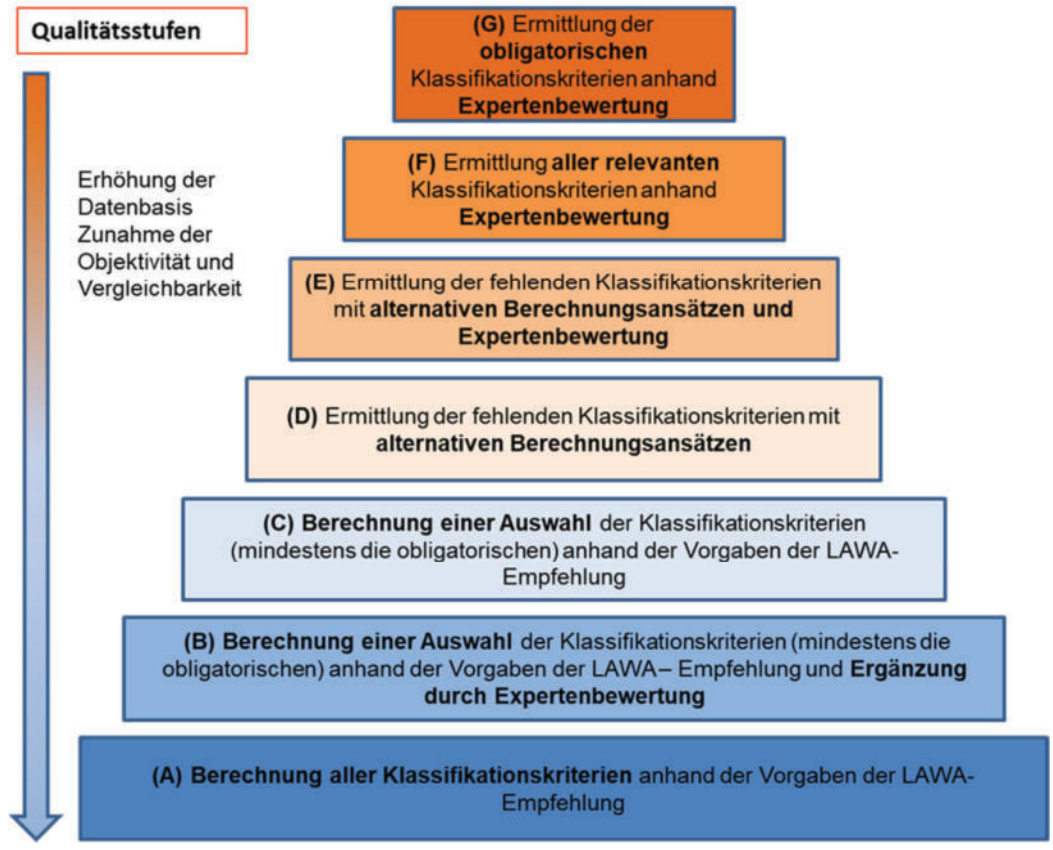 Qualitätsstufen
(G) Ermittlung der
obligatorischen
Klassifikationskriterien anhand
Expertenbewertung
(F) Ermittlung aller relevanten
Klassifikationskriterien anhand
Expertenbewertung
Erhöhung der
Datenbasis
Zunahme der
Objektivität und
Vergleichbarkeit
(E) Ermittlung der fehlenden Klassifikationskriterien
mit alternativen Berechnungsansätzen und
Expertenbewertung
(D) Ermittlung der fehlenden Klassifikationskriterien mit
alternativen Berechnungsansätzen
(C) Berechnung einer Auswahl der Klassifikationskriterien
(mindestens die obligatorischen) anhand der Vorgaben der LAWA-
Empfehlung
(B) Berechnung einer Auswahl der Klassifikationskriterien (mindestens die
obligatorischen) anhand der Vorgaben der LAWA– Empfehlung und Ergänzung
durch Expertenbewertung
(A) Berechnung aller Klassifikationskriterien anhand der Vorgaben der LAWA-
Empfehlung